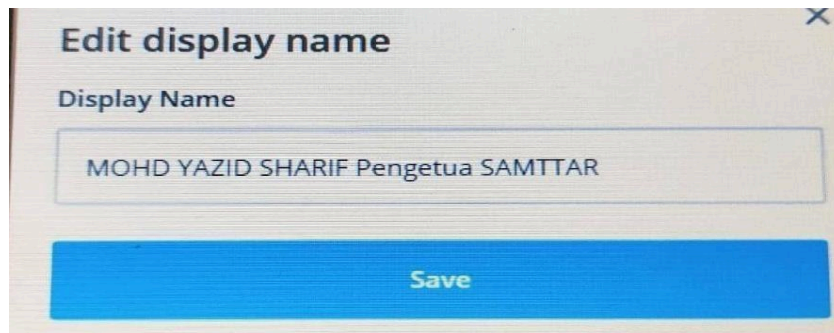 Edit display name
Display Name
MOHD YAZID SHARIF Pengetua SAMTTAR
Save